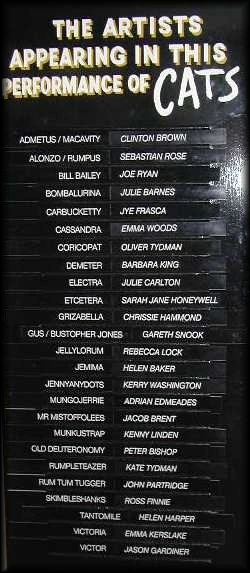 THE ARTISTS
APPEARING IN THIS
PERFORMANCE OF CATS
ADMETUS / MACAVITY CLINTON BROWN
ALONZO / RUMPUS SEBASTIAN ROSE
BILL BAILEY JOE RYAN
BOMBALURINA JULIE BARNES
CARBUCKETTY JYE FRASCA
CASSANDRA EMMA WOODS
CORICOPAT OLIVER TYDMAN
DEMETER BARBARA KING
ELECTRA JULIE CARLTON
ETCETERA SARAH JANE HONEYWELL
GRIZABELLA CHRISSIE HAMMOND
GUS / BUSTOPHER JONES GARETH SNOOK
JELLYLORUM REBECCA LOCK
JEMIMA HELEN BAKER
JENNYANYDOTS KERRY WASHINGTON
MUNGOJERRIE ADRIAN EDMEADES
MR MISTOFFOLEES JACOB BRENT
MUNKUSTRAP KENNY LINDEN
OLD DEUTERONOMY PETER BISHOP
RUMPLETEAZER KATE TYDMAN
RUM TUM TUGGER JOHN PARTRIDGE
SKIMBLESHANKS ROSS FINNIE
TANTOMILE HELEN HARPER
VICTORIA EMMA KERSLAKE
VICTOR JASON GARDINER